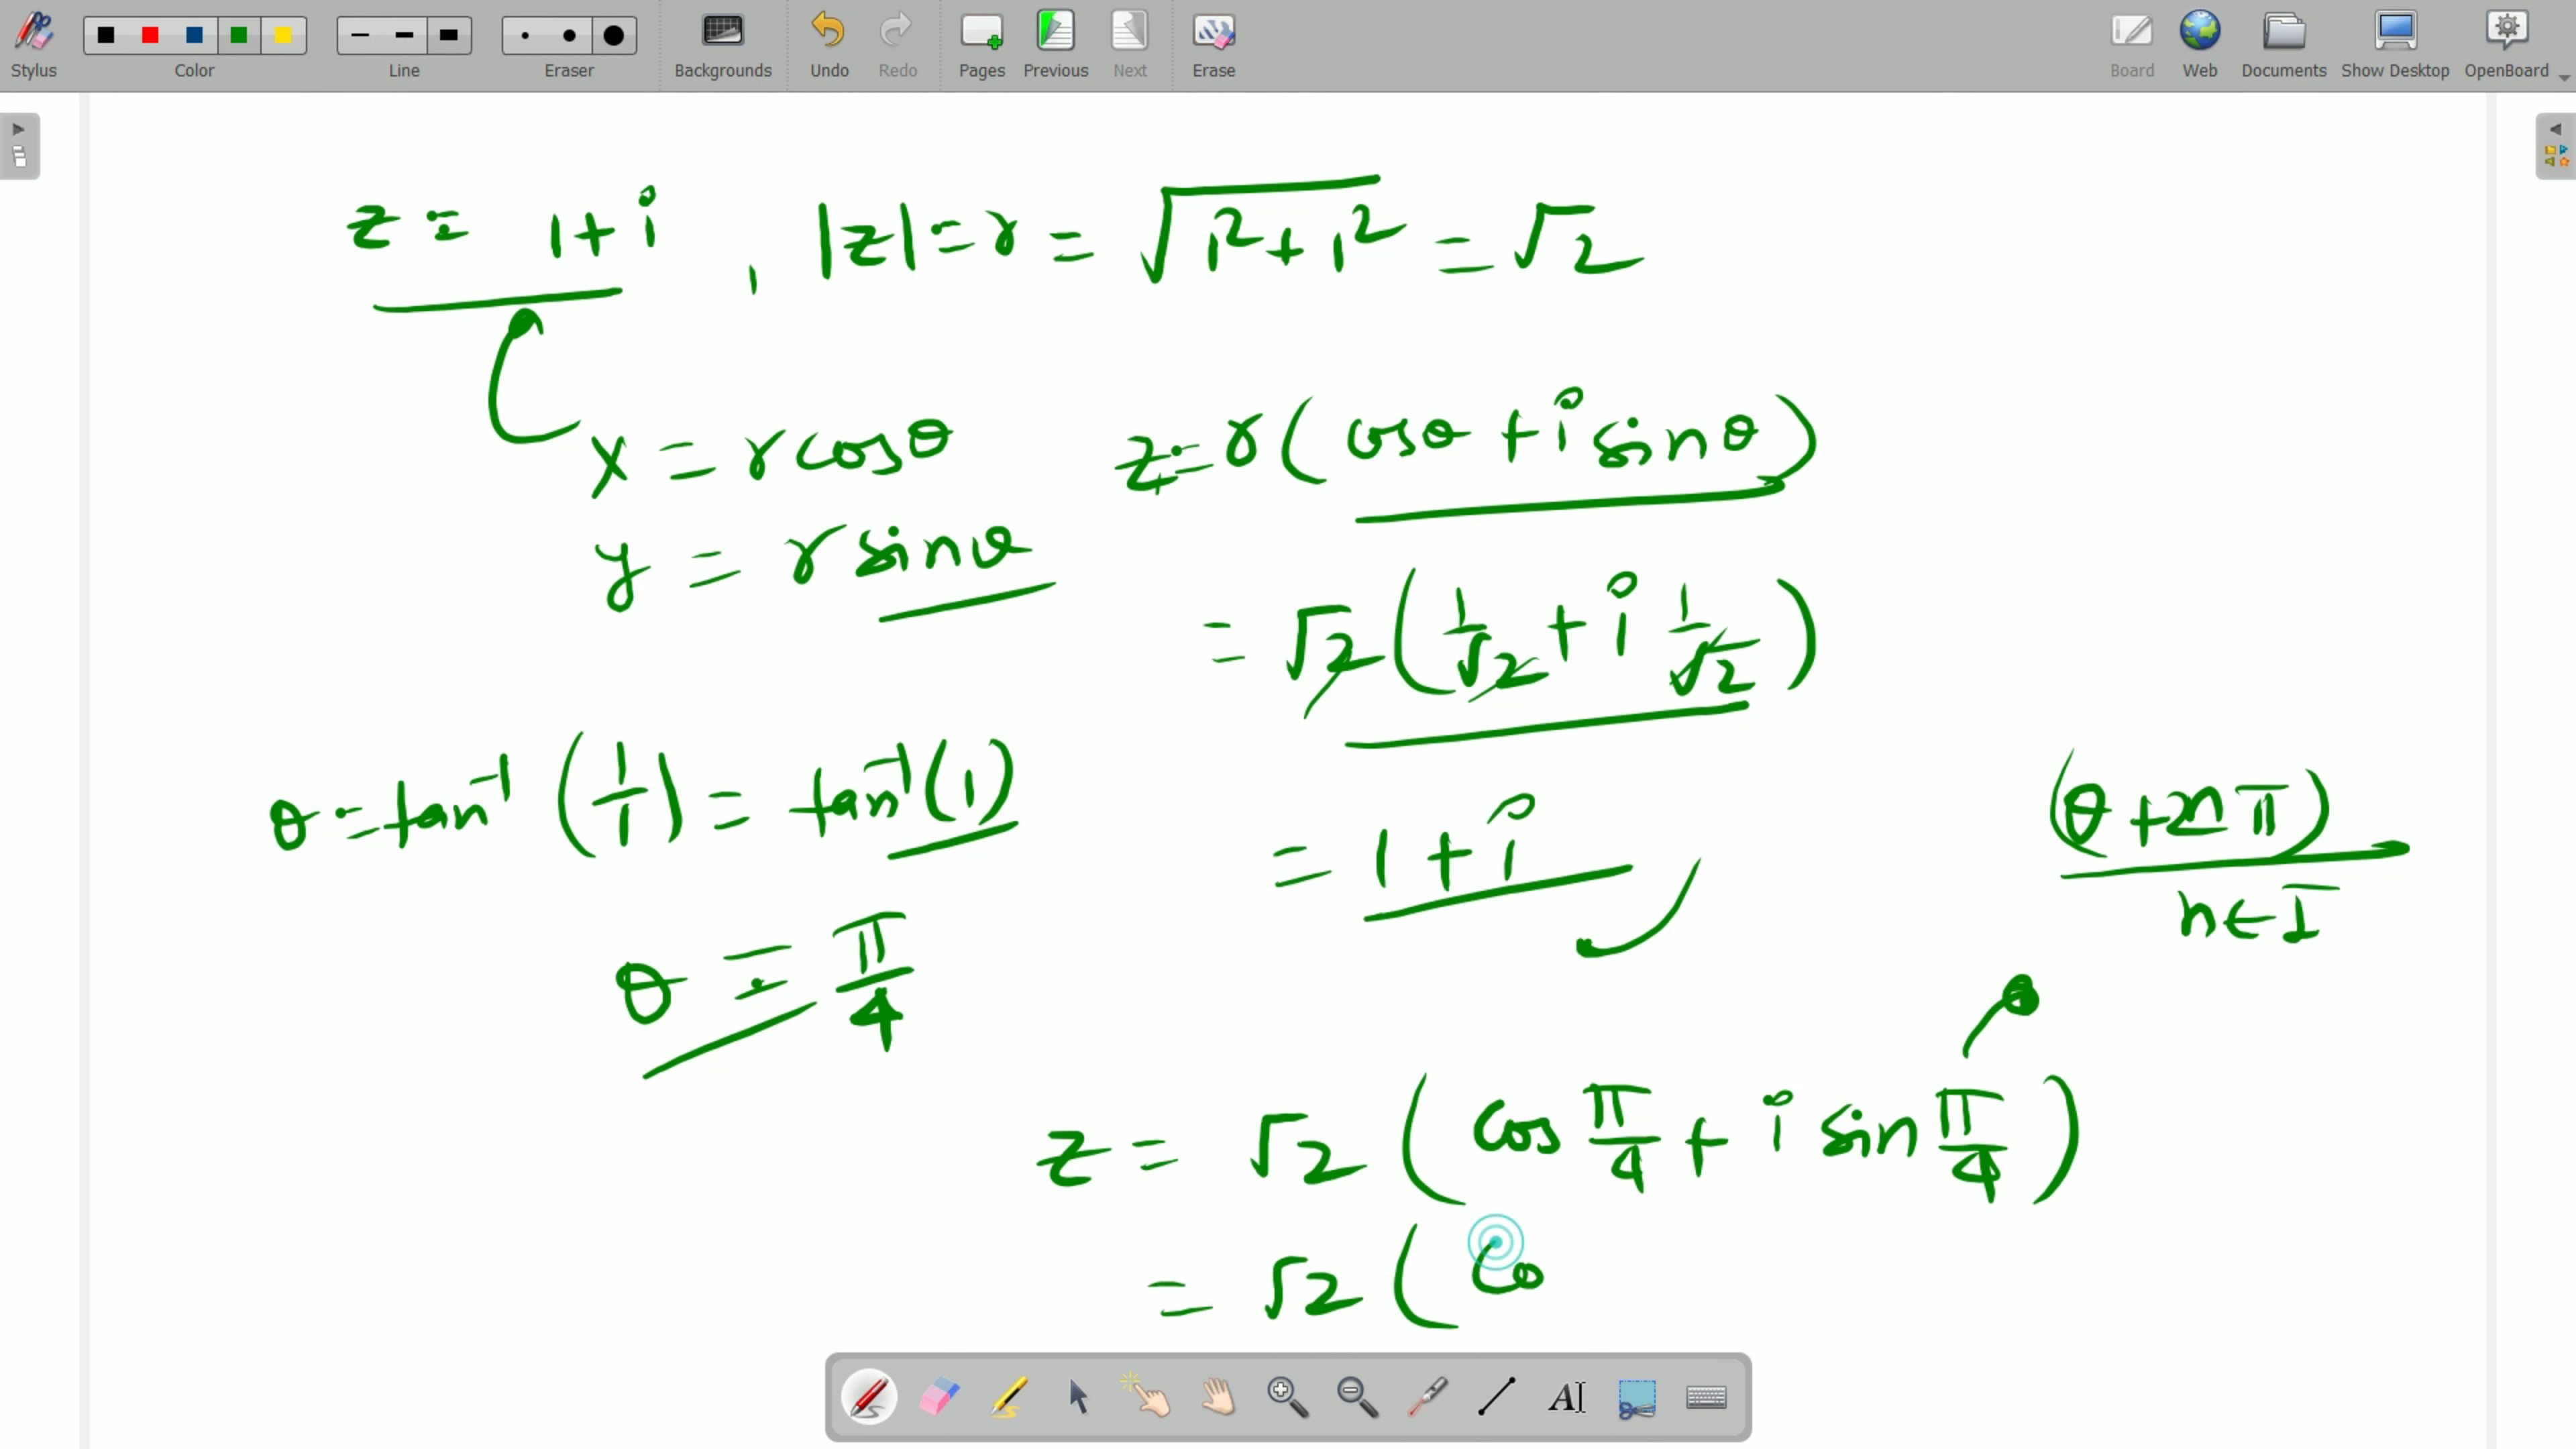 Stylus Color Line Eraser Backgrounds Undo Redo Pages Previous Next Erase Board Web Documents Show Desktop OpenBoard
z = 1+i , |z| = r = √(1²+1²) = √2
x = r cosθ
z = r( cosθ + i sinθ )
y = r sinθ
= √2 ( 1/√2 + i 1/√2 )
θ = tan⁻¹ (1/1) = tan⁻¹(1)
= 1 + i
(θ + 2nπ)
n ∈ I
θ = π/4
z = √2 ( cos π/4 + i sin π/4 )
= √2 ( co